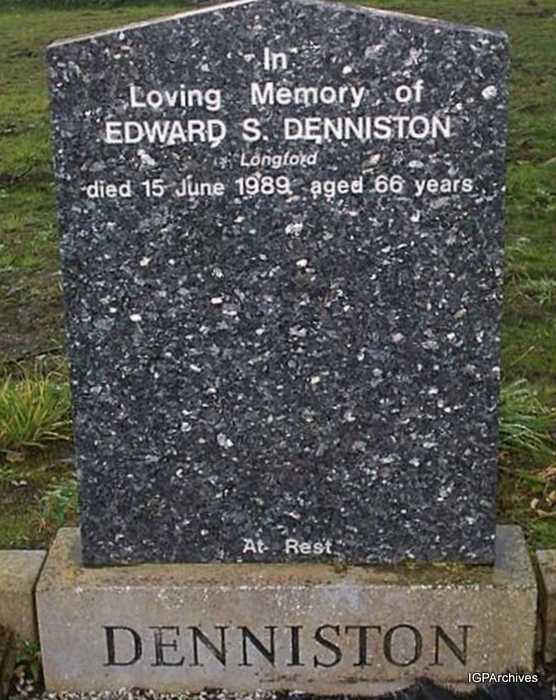 In
Loving Memory of
EDWARD S. DENNISTON
Longford
died 15 June 1989 aged 66 years
At Rest
DENNISTON
IGPArchives